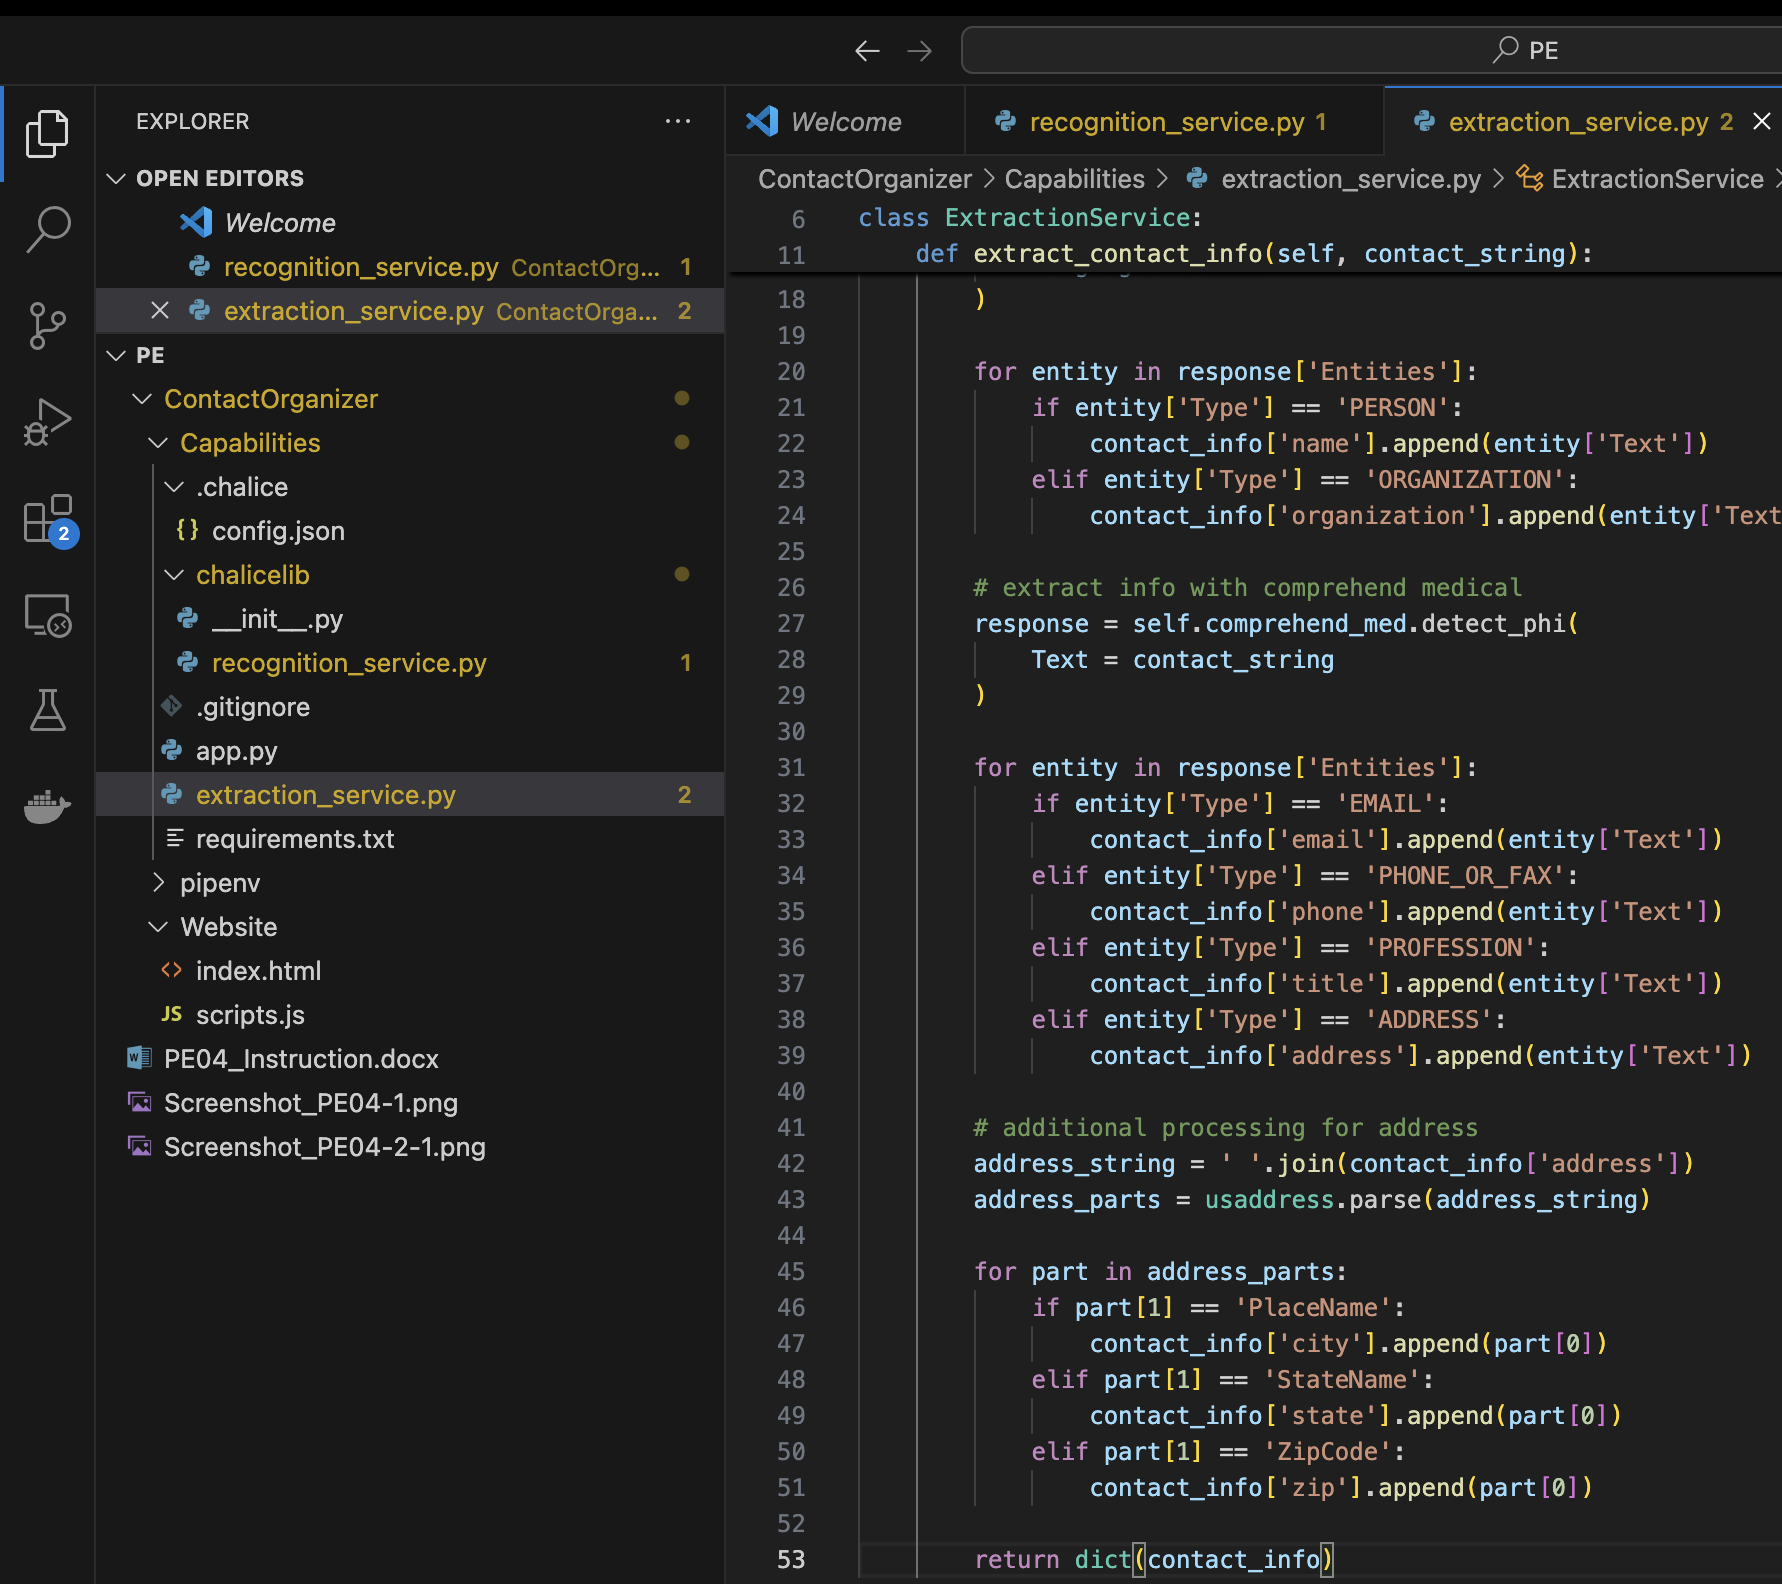 PE
EXPLORER
OPEN EDITORS
Welcome
recognition_service.py ContactOrg... 1
extraction_service.py ContactOrga... 2
PE
ContactOrganizer
Capabilities
.chalice
{} config.json
chalicelib
__init__.py
recognition_service.py 1
.gitignore
app.py
extraction_service.py 2
requirements.txt
pipenv
Website
<> index.html
JS scripts.js
PE04_Instruction.docx
Screenshot_PE04-1.png
Screenshot_PE04-2-1.png
2
Welcome
recognition_service.py 1
extraction_service.py 2
ContactOrganizer > Capabilities > extraction_service.py > ExtractionService >
6 class ExtractionService:
11 def extract_contact_info(self, contact_string):
18 )
19
20 for entity in response['Entities']:
21 if entity['Type'] == 'PERSON':
22 contact_info['name'].append(entity['Text'])
23 elif entity['Type'] == 'ORGANIZATION':
24 contact_info['organization'].append(entity['Text
25
26 # extract info with comprehend medical
27 response = self.comprehend_med.detect_phi(
28 Text = contact_string
29 )
30
31 for entity in response['Entities']:
32 if entity['Type'] == 'EMAIL':
33 contact_info['email'].append(entity['Text'])
34 elif entity['Type'] == 'PHONE_OR_FAX':
35 contact_info['phone'].append(entity['Text'])
36 elif entity['Type'] == 'PROFESSION':
37 contact_info['title'].append(entity['Text'])
38 elif entity['Type'] == 'ADDRESS':
39 contact_info['address'].append(entity['Text'])
40
41 # additional processing for address
42 address_string = ' '.join(contact_info['address'])
43 address_parts = usaddress.parse(address_string)
44
45 for part in address_parts:
46 if part[1] == 'PlaceName':
47 contact_info['city'].append(part[0])
48 elif part[1] == 'StateName':
49 contact_info['state'].append(part[0])
50 elif part[1] == 'ZipCode':
51 contact_info['zip'].append(part[0])
52
53 return dict(contact_info)